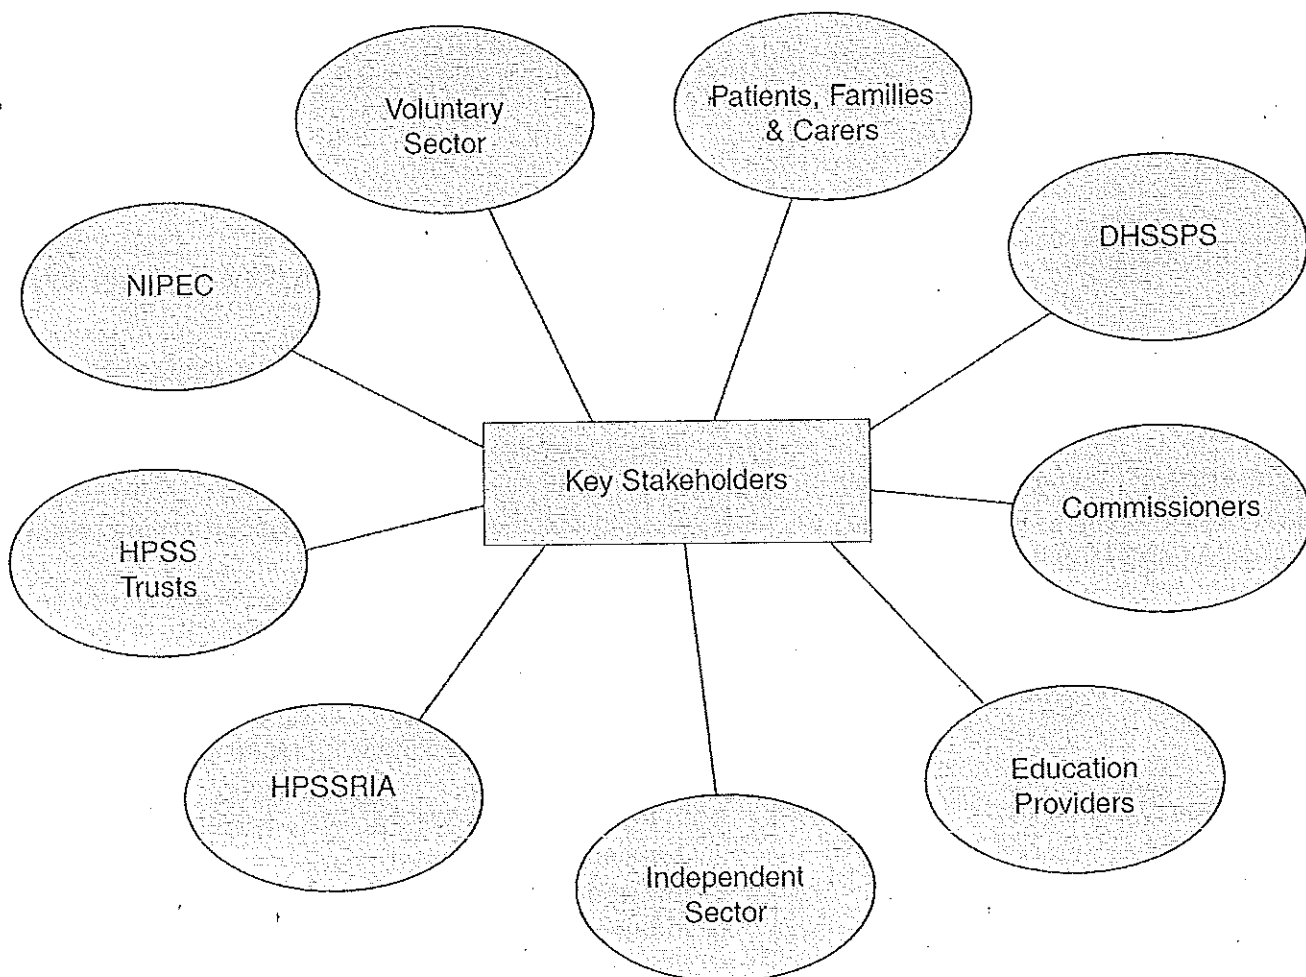 Voluntary
Sector
Patients, Families
& Carers
DHSSPS
NIPEC
Key Stakeholders
Commissioners
HPSS
Trusts
HPSSRIA
Education
Providers
Independent
Sector